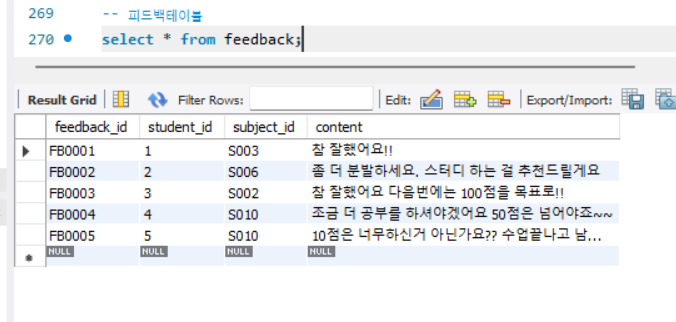 269 -- 피드백테이블
270 select * from feedback;
Result Grid Filter Rows: Edit: Export/Import:
feedback_id student_id subject_id content
FB0001 1 S003 참 잘했어요!!
FB0002 2 S006 좀 더 분발하세요. 스터디 하는 걸 추천드릴게요
FB0003 3 S002 참 잘했어요 다음번에는 100점을 목표로!!
FB0004 4 S010 조금 더 공부를 하셔야겠어요 50점은 넘어야죠~~
FB0005 5 S010 10점은 너무하신거 아닌가요?? 수업끝나고 남...
NULL NULL NULL NULL